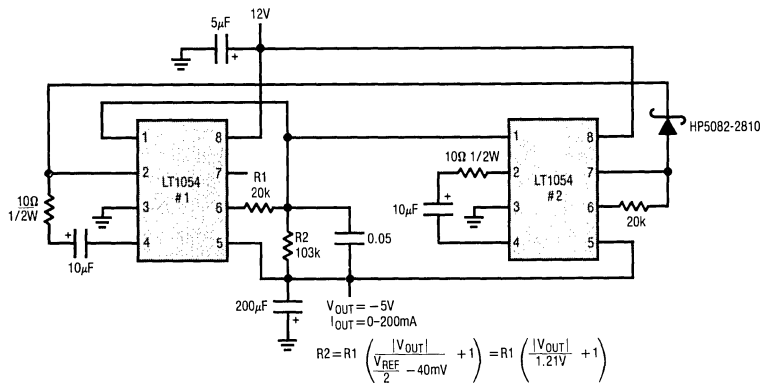 12V
5μF
+
HP5082-2810
1
8
2
7
LT1054
#1
3
6
4
5
R1
20k
10Ω
1/2W
+
10μF
R2
103k
0.05
1
8
10Ω 1/2W
2
7
LT1054
#2
+
10μF
3
6
20k
4
5
200μF
+
VOUT = –5V
IOUT = 0–200mA
R2 = R1 ( |VOUT| / (VREF/2 – 40mV) + 1 ) = R1 ( |VOUT| / 1.21V + 1 )